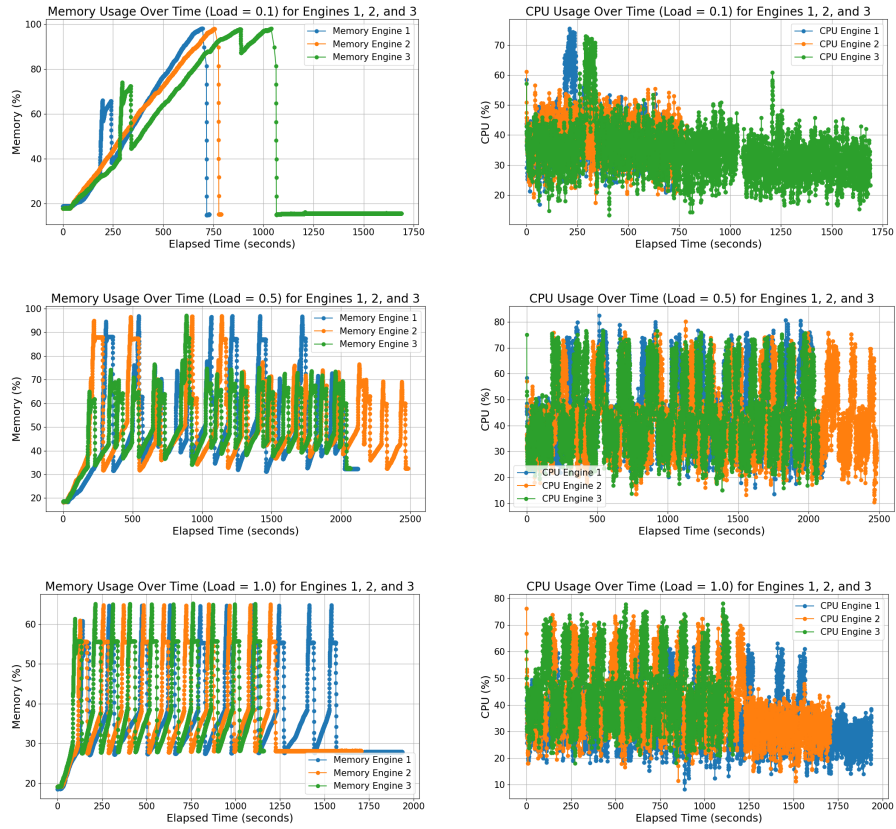 Memory Usage Over Time (Load = 0.1) for Engines 1, 2, and 3
Memory (%)
100
80
60
40
20
0
250
500
750
1000
1250
1500
1750
Elapsed Time (seconds)
Memory Engine 1
Memory Engine 2
Memory Engine 3
CPU Usage Over Time (Load = 0.1) for Engines 1, 2, and 3
CPU (%)
70
60
50
40
30
20
0
250
500
750
1000
1250
1500
1750
Elapsed Time (seconds)
CPU Engine 1
CPU Engine 2
CPU Engine 3
Memory Usage Over Time (Load = 0.5) for Engines 1, 2, and 3
Memory (%)
100
90
80
70
60
50
40
30
20
0
500
1000
1500
2000
2500
Elapsed Time (seconds)
Memory Engine 1
Memory Engine 2
Memory Engine 3
CPU Usage Over Time (Load = 0.5) for Engines 1, 2, and 3
CPU (%)
80
70
60
50
40
30
20
10
0
500
1000
1500
2000
2500
Elapsed Time (seconds)
CPU Engine 1
CPU Engine 2
CPU Engine 3
Memory Usage Over Time (Load = 1.0) for Engines 1, 2, and 3
Memory (%)
60
50
40
30
20
0
250
500
750
1000
1250
1500
1750
2000
Elapsed Time (seconds)
Memory Engine 1
Memory Engine 2
Memory Engine 3
CPU Usage Over Time (Load = 1.0) for Engines 1, 2, and 3
CPU (%)
80
70
60
50
40
30
20
10
0
250
500
750
1000
1250
1500
1750
2000
Elapsed Time (seconds)
CPU Engine 1
CPU Engine 2
CPU Engine 3